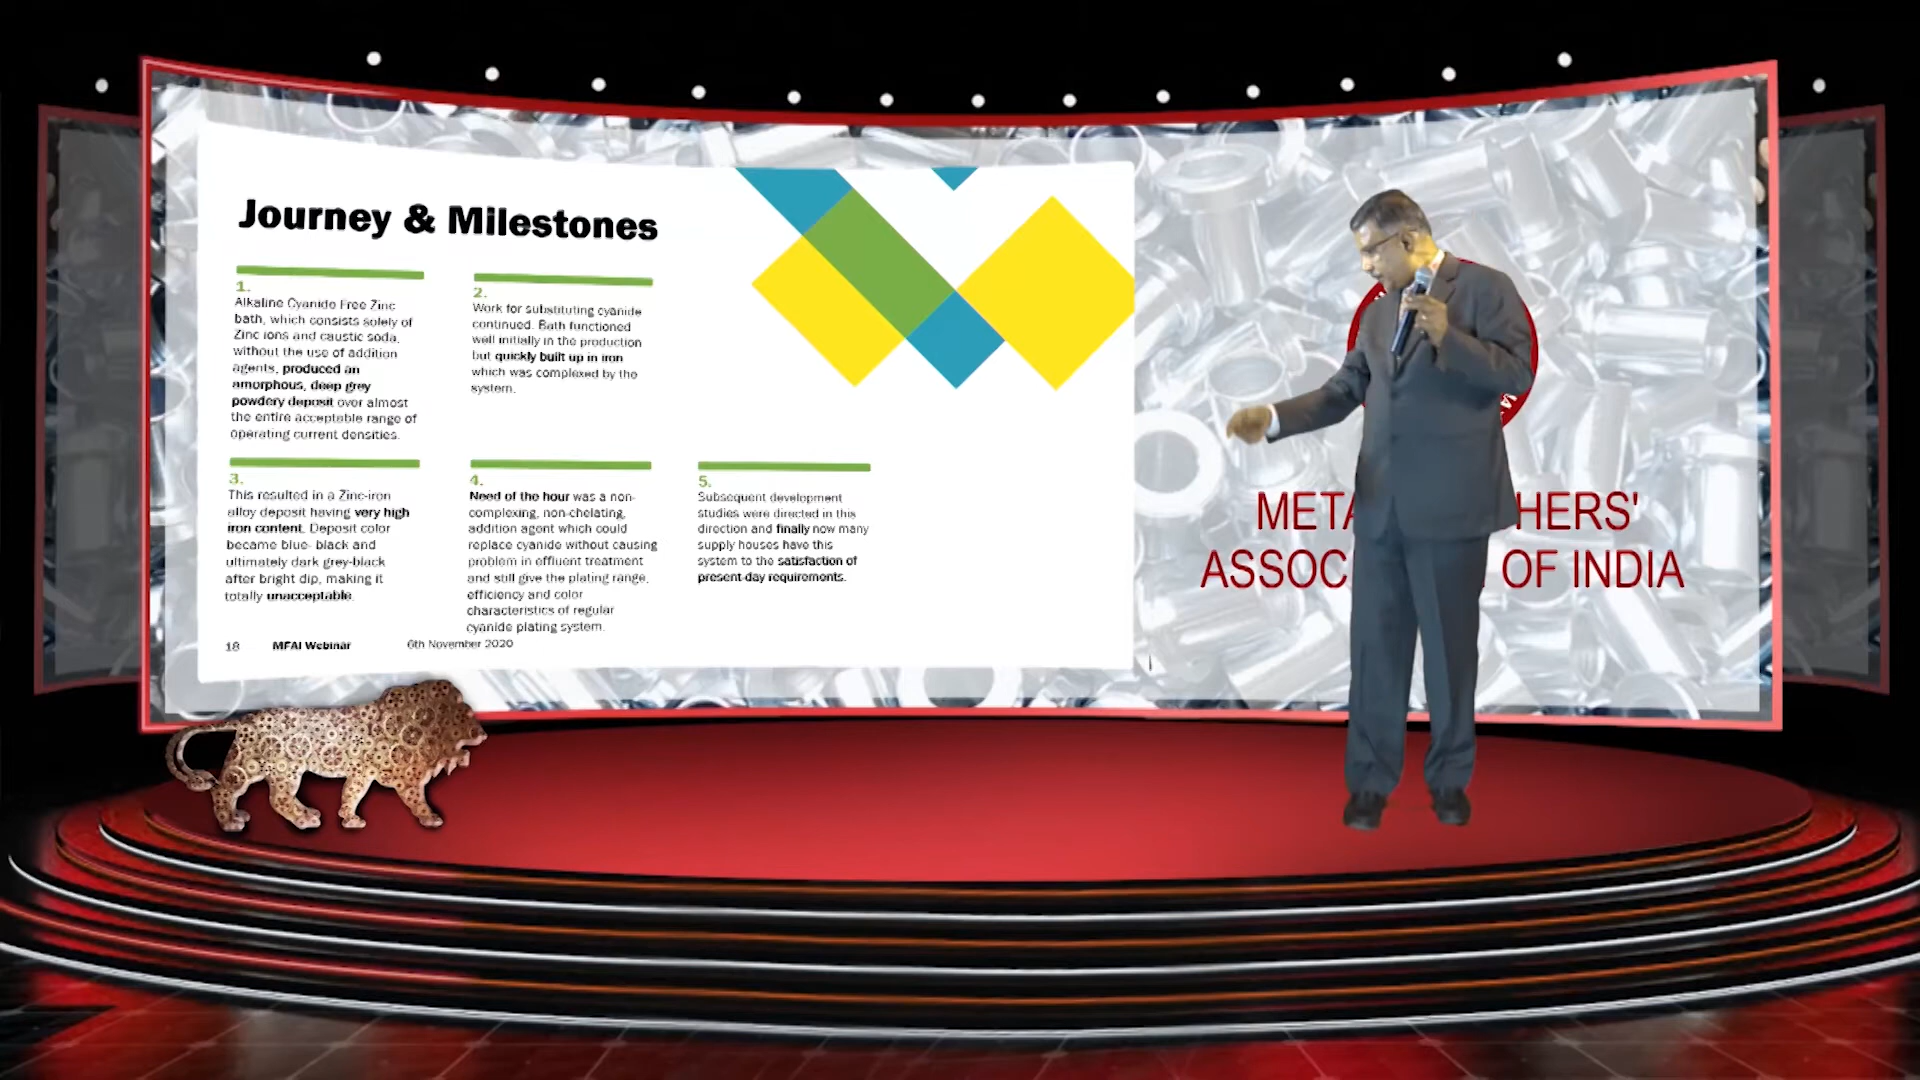 Journey & Milestones
1.
Alkaline Cyanide Free Zinc
bath, which consists solely of
Zinc ions and caustic soda,
without the use of addition
agents, produced an
amorphous, deep grey
powdery deposit over almost
the entire acceptable range of
operating current densities.
2.
Work for substituting cyanide
continued. Bath functioned
well initially in the production
but quickly built up in iron
which was complexed by the
system.
3.
This resulted in a Zinc-iron
alloy deposit having very high
iron content. Deposit color
became blue- black and
ultimately dark grey-black
after bright dip, making it
totally unacceptable.
4.
Need of the hour was a non-
complexing, non-chelating,
addition agent which could
replace cyanide without causing
problem in effluent treatment
and still give the plating range,
efficiency and color
characteristics of regular
cyanide plating system.
5.
Subsequent development
studies were directed in this
direction and finally now many
supply houses have this
system to the satisfaction of
present-day requirements.
18 MFAI Webinar 6th November 2020
META HERS'
ASSOC OF INDIA